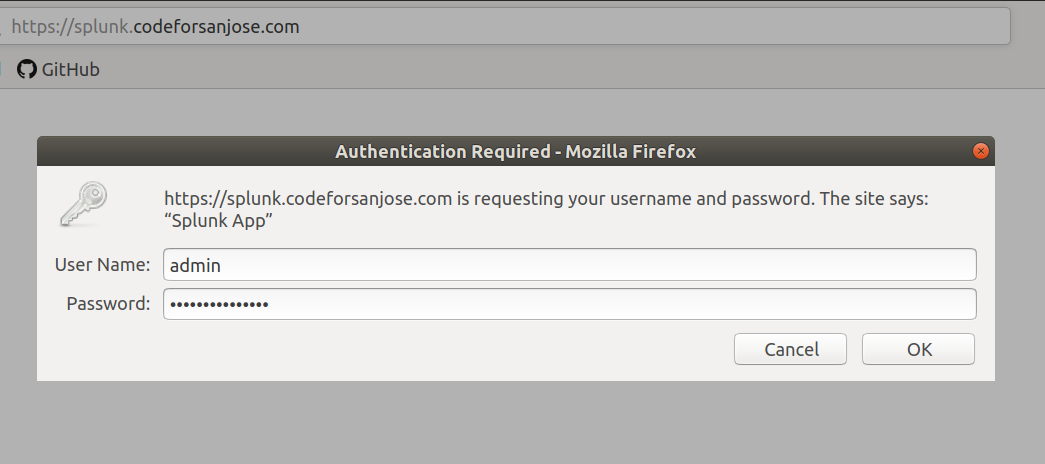 https://splunk.codeforsanjose.com
GitHub
Authentication Required - Mozilla Firefox
https://splunk.codeforsanjose.com is requesting your username and password. The site says:
“Splunk App”
User Name: admin
Password: •••••••••••••••
Cancel OK